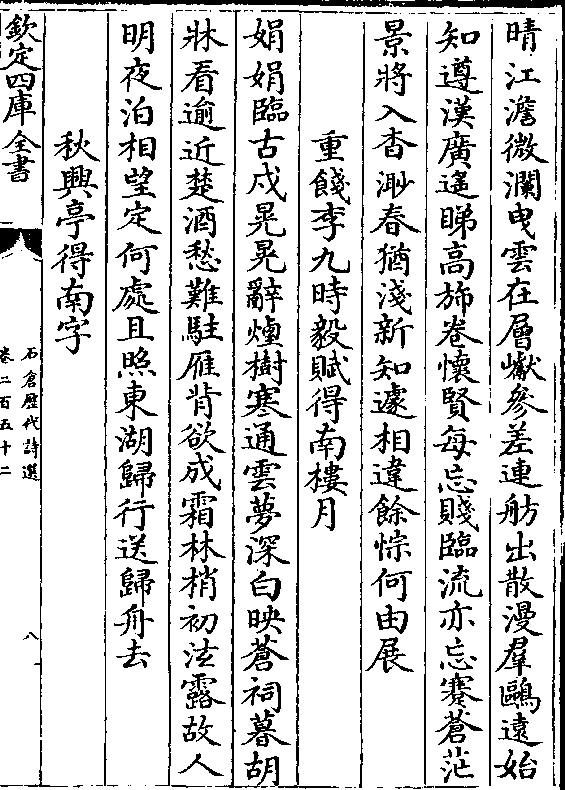 晴江澹微瀾曳雲在層巘參差連舫出散漫羣鷗遠始
知遵漢廣遥睇高旆卷懷賢每忘賤臨流亦忘蹇蒼茫
景將入杳渺春猶淺新知遽相違餘悰何由展
重餞李九時毅賦得南樓月
娟娟臨古戍晃晃辭煙樹寒通雲夢深白映蒼祠暮胡
牀看逾近楚酒愁難駐雁背欲成霜林梢初泫露故人
明夜泊相望定何處且照東湖歸行送歸舟去
秋興亭得南字
欽定四庫全書
石倉歷代詩選
卷二百五十二
八